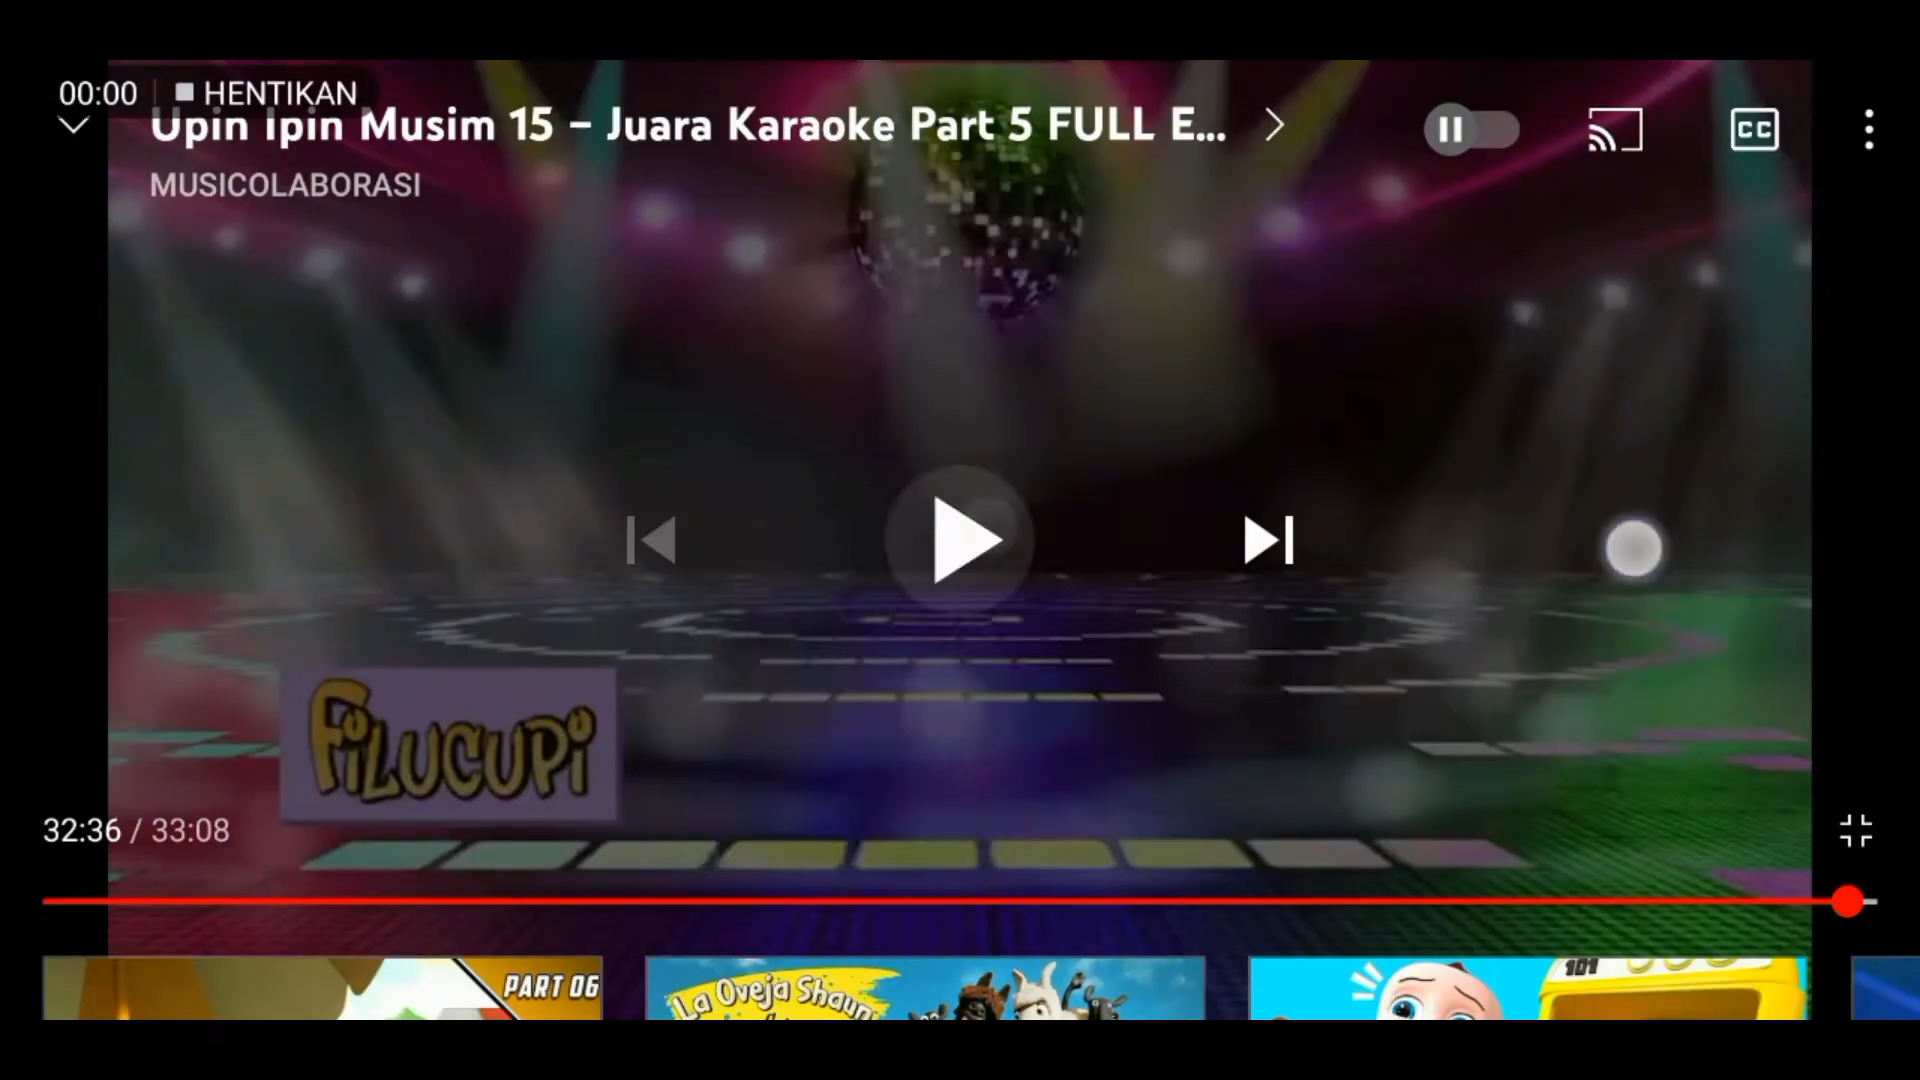 00:00 HENTIKAN
Upin Ipin Musim 15 – Juara Karaoke Part 5 FULL E...
MUSICOLABORASI
CC
FiLUCUPi
32:36 / 33:08
PART 06
La Oveja Shaun
101